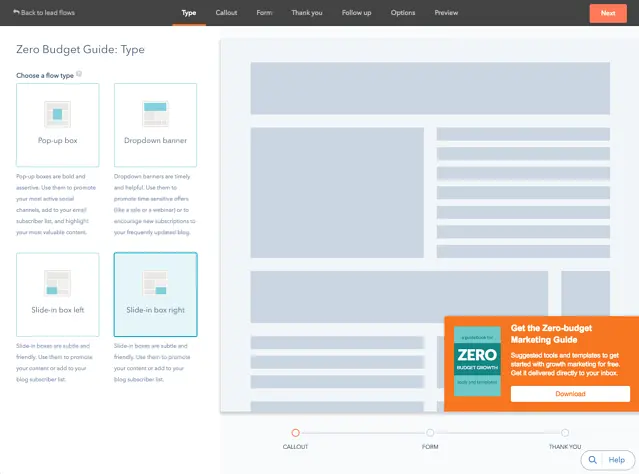 Back to lead flows
Type
Callout
Form
Thank you
Follow up
Options
Preview
Next
Zero Budget Guide: Type
Choose a flow type
Pop-up box
Dropdown banner
Pop-up boxes are bold and
assertive. Use them to promote
your most active social
channels, add to your email
subscriber list, and highlight
your most valuable content.
Dropdown banners are timely
and helpful. Use them to
promote time sensitive offers
(like a sale or a webinar) or to
encourage new subscriptions to
your frequently updated blog.
Slide-in box left
Slide-in box right
Slide-in boxes are subtle and
friendly. Use them to promote
your content or add to your
blog subscriber list.
Slide-in boxes are subtle and
friendly. Use them to promote
your content or add to your
blog subscriber list.
a guidebook for
ZERO
BUDGET GROWTH
tools and templates
Get the Zero-budget
Marketing Guide
Suggested tools and templates to get
started with growth marketing for free.
Get it delivered directly to your inbox.
Download
CALLOUT
FORM
THANK YOU
Help